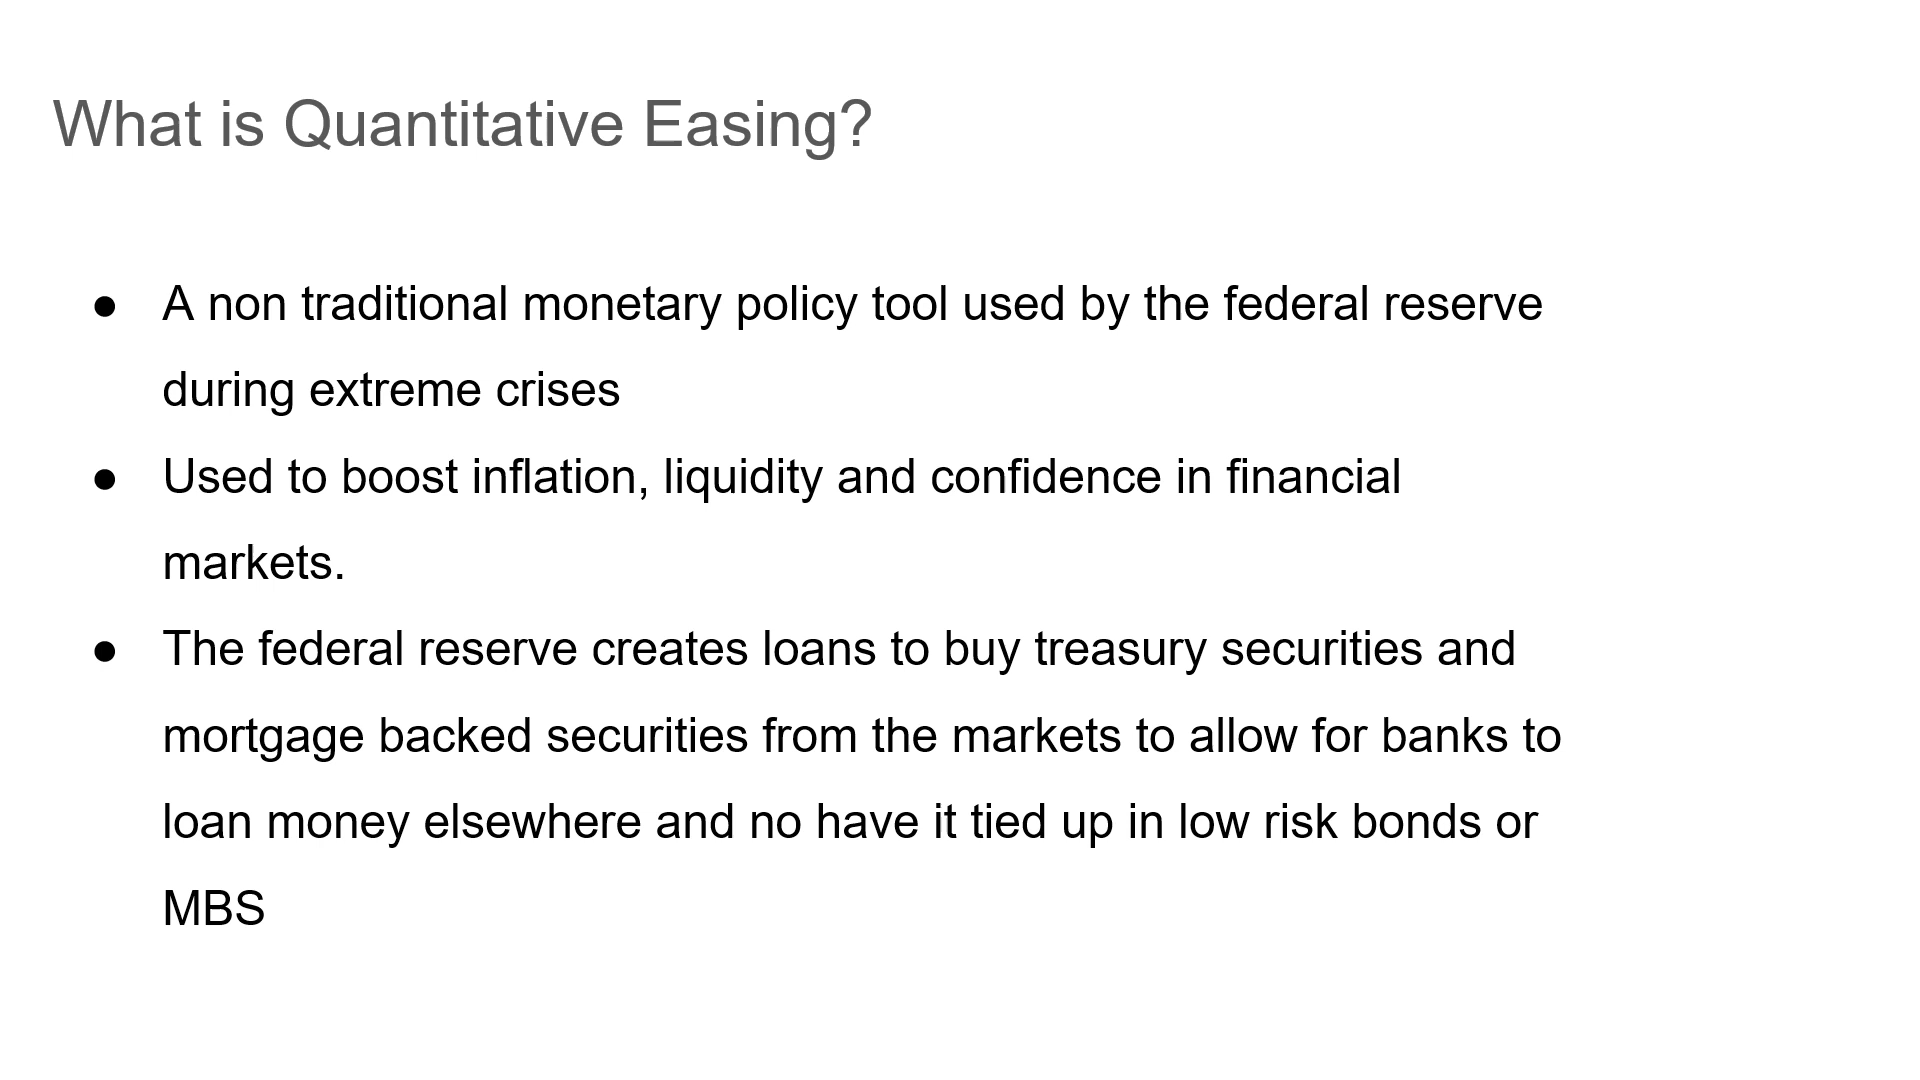 What is Quantitative Easing?
● A non traditional monetary policy tool used by the federal reserve
during extreme crises
● Used to boost inflation, liquidity and confidence in financial
markets.
● The federal reserve creates loans to buy treasury securities and
mortgage backed securities from the markets to allow for banks to
loan money elsewhere and no have it tied up in low risk bonds or
MBS